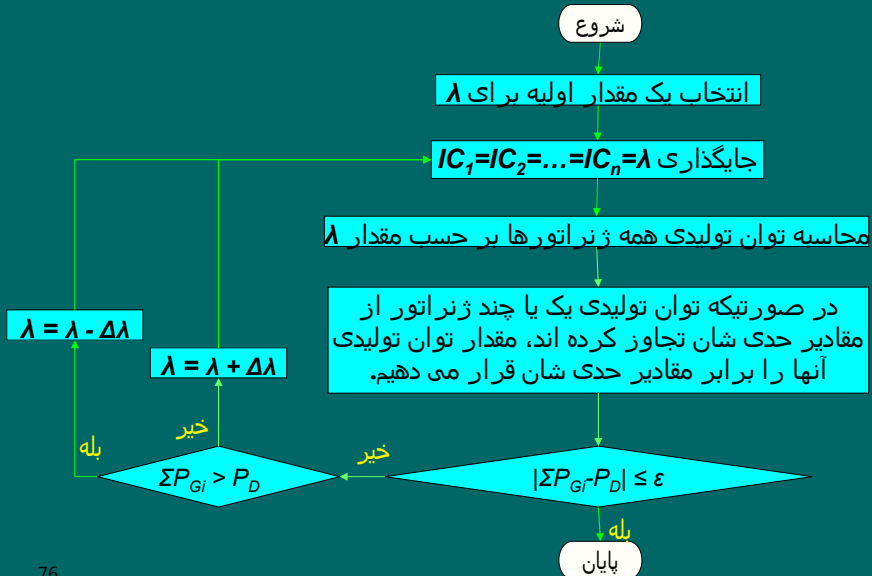 شروع
انتخاب یک مقدار اولیه برای λ
جایگذاری IC1=IC2=...=ICn=λ
محاسبه توان تولیدی همه ژنراتورها بر حسب مقدار λ
در صورتیکه توان تولیدی یک یا چند ژنراتور از
مقادیر حدی شان تجاوز کرده اند، مقدار توان تولیدی
آنها را برابر مقادیر حدی شان قرار می دهیم.
λ = λ - Δλ
λ = λ + Δλ
بله
خیر
خیر
ΣPGi > PD
|ΣPGi-PD| ≤ ε
بله
پایان
76